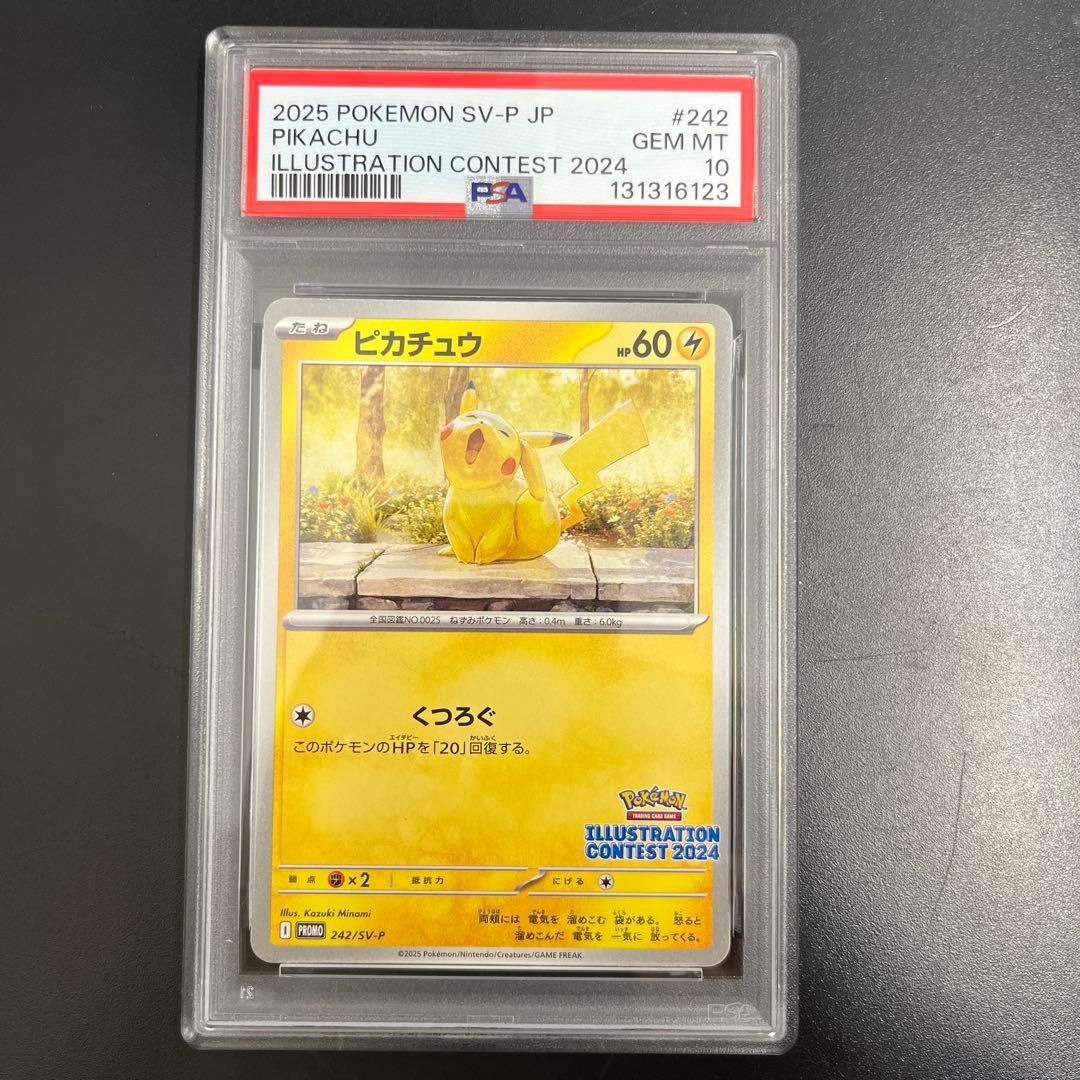 2025 POKEMON SV-P JP #242
PIKACHU GEM MT
ILLUSTRATION CONTEST 2024 10
PSA 131316123
たね ピカチュウ HP60
全国図鑑NO.0025 ねずみポケモン 高さ：0.4m 重さ：6.0kg
くつろぐ
このポケモンのHPを「20」回復する。
POKéMON
TRADING CARD GAME
ILLUSTRATION
CONTEST 2024
弱点 ×2 抵抗力 にげる
Illus. Kazuki Minami
両頬には 電気を 溜めこむ 袋がある。 怒ると
溜めこんだ 電気を 一気に 放ってくる。
I PROMO 242/SV-P
©2025 Pokémon/Nintendo/Creatures/GAME FREAK.
PSA